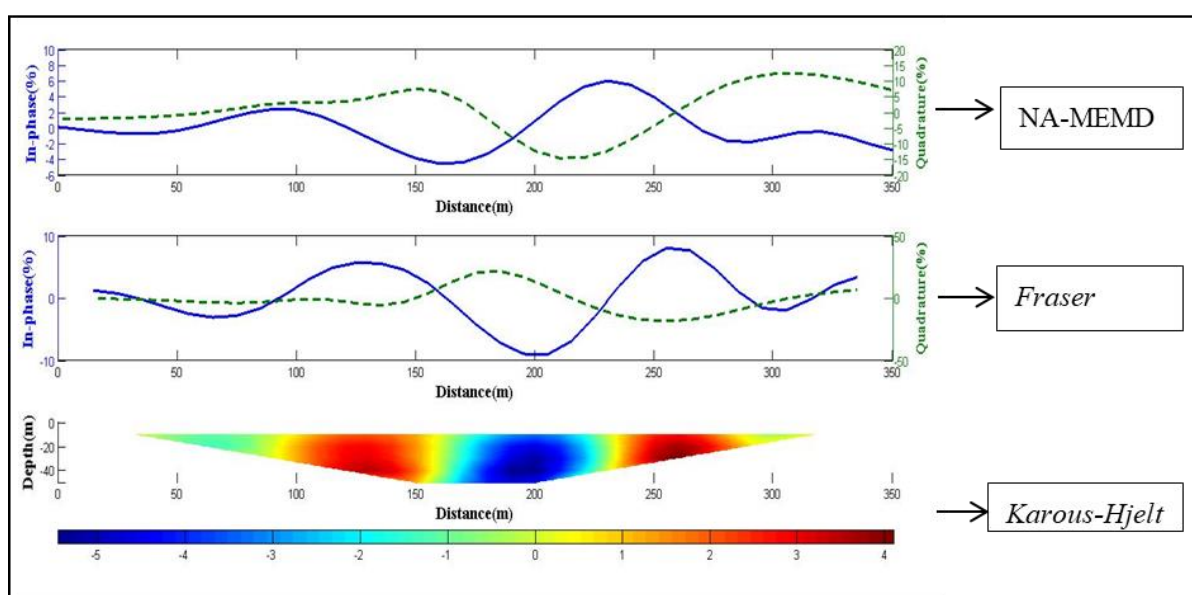 10
8
6
4
2
0
-2
-4
-6
In-phase(%)
20
15
10
5
0
-5
-10
-15
-20
Quadrature(%)
0 50 100 150 200 250 300 350
Distance(m)
NA-MEMD
10
0
-10
In-phase(%)
50
0
-50
Quadrature(%)
0 50 100 150 200 250 300 350
Distance(m)
Fraser
0
-20
-40
Depth(m)
0 50 100 150 200 250 300 350
Distance(m)
Karous-Hjelt
-5 -4 -3 -2 -1 0 1 2 3 4